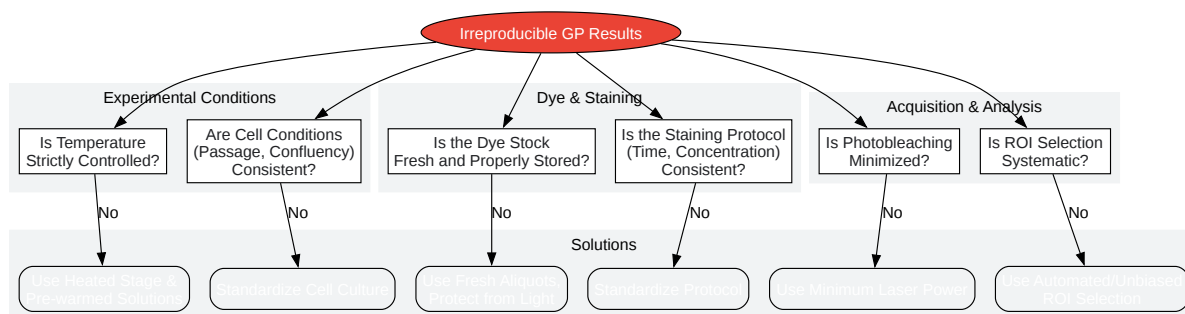 Irreproducible GP Results
Experimental Conditions
Dye & Staining
Acquisition & Analysis
Is Temperature
Strictly Controlled?
Are Cell Conditions
(Passage, Confluency)
Consistent?
Is the Dye Stock
Fresh and Properly Stored?
Is the Staining Protocol
(Time, Concentration)
Consistent?
Is Photobleaching
Minimized?
Is ROI Selection
Systematic?
No
No
No
No
No
No
Solutions
Use Heated Stage &
Pre-warmed Solutions
Standardize Cell Culture
Use Fresh Aliquots,
Protect from Light
Standardize Protocol
Use Minimum Laser Power
Use Automated/Unbiased
ROI Selection